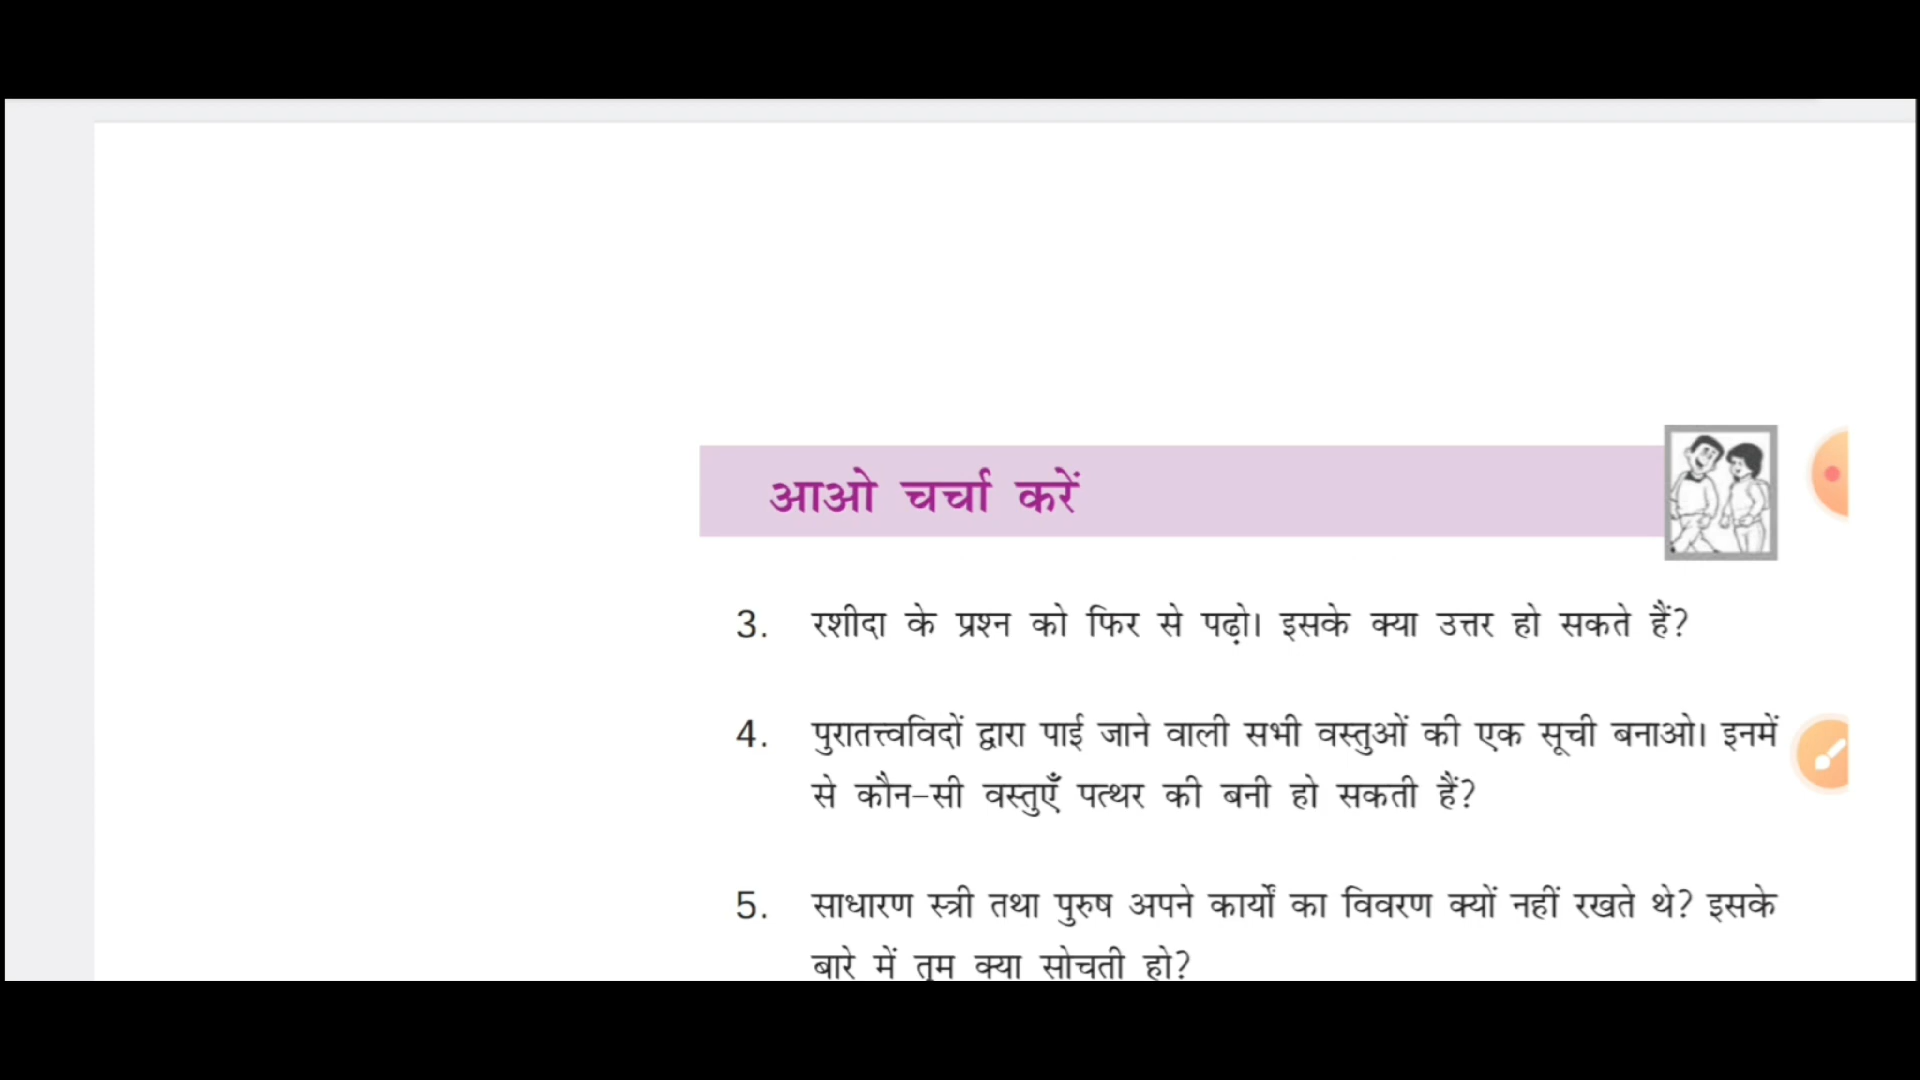 आओ चर्चा करें
3. रशीदा के प्रश्न को फिर से पढ़ो। इसके क्या उत्तर हो सकते हैं?
4. पुरातत्त्वविदों द्वारा पाई जाने वाली सभी वस्तुओं की एक सूची बनाओ। इनमें
से कौन-सी वस्तुएँ पत्थर की बनी हो सकती हैं?
5. साधारण स्त्री तथा पुरुष अपने कार्यों का विवरण क्यों नहीं रखते थे? इसके
बारे में तुम क्या सोचती हो?